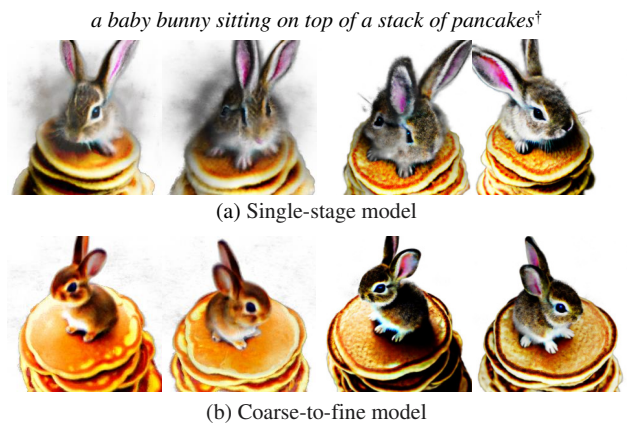 a baby bunny sitting on top of a stack of pancakes†
(a) Single-stage model
(b) Coarse-to-fine model